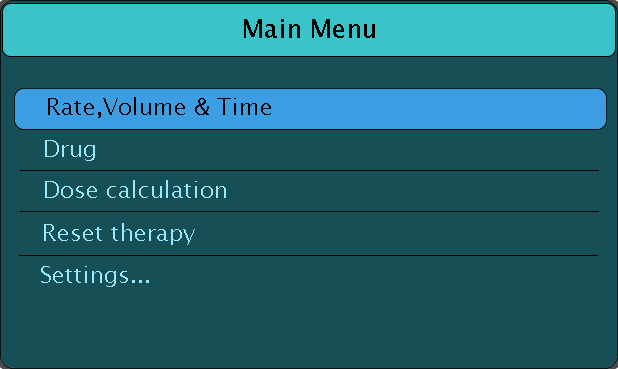 Main Menu
Rate,Volume & Time
Drug
Dose calculation
Reset therapy
Settings...